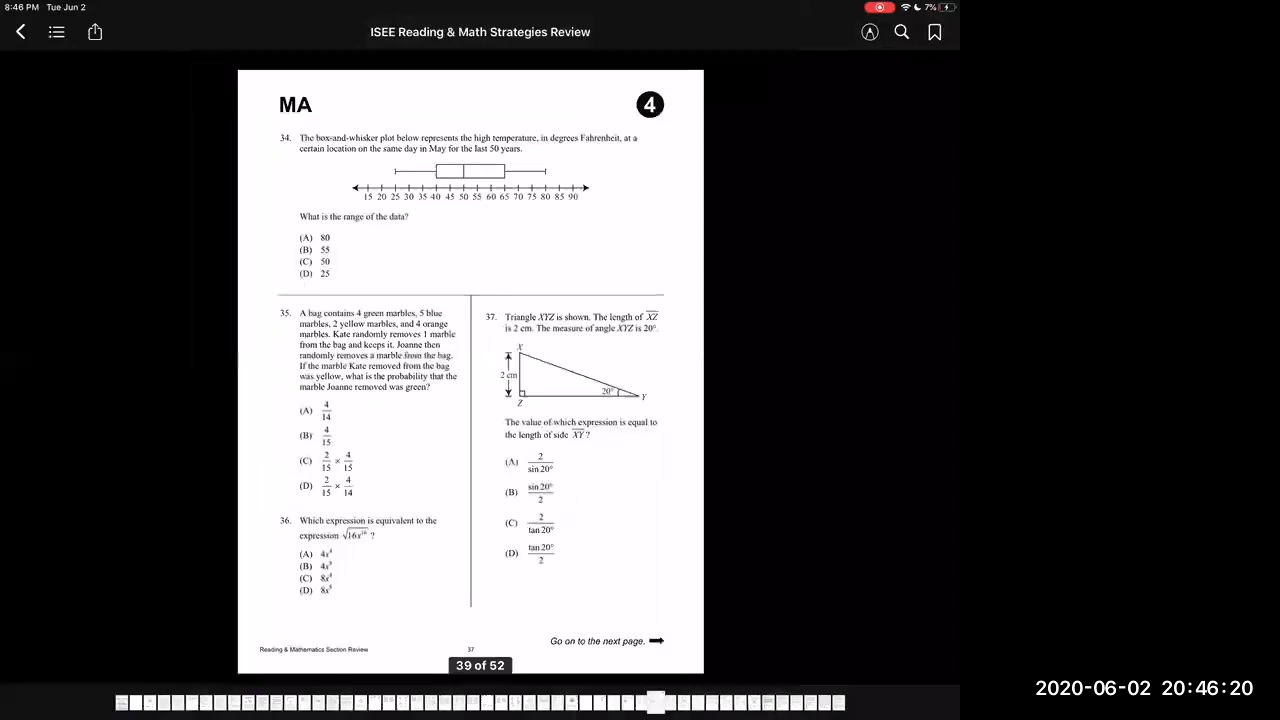 8:46 PM Tue Jun 2
7%
ISEE Reading & Math Strategies Review
MA
4
34. The box-and-whisker plot below represents the high temperature, in degrees Fahrenheit, at a
certain location on the same day in May for the last 50 years.
15 20 25 30 35 40 45 50 55 60 65 70 75 80 85 90
What is the range of the data?
(A) 80
(B) 55
(C) 50
(D) 25
35. A bag contains 4 green marbles, 5 blue
marbles, 2 yellow marbles, and 4 orange
marbles. Kate randomly removes 1 marble
from the bag and keeps it. Joanne then
randomly removes a marble from the bag.
If the marble Kate removed from the bag
was yellow, what is the probability that the
marble Joanne removed was green?
(A) 4/14
(B) 4/15
(C) 2/15 × 4/15
(D) 2/15 × 4/14
36. Which expression is equivalent to the
expression √16x¹⁶ ?
(A) 4x⁴
(B) 4x⁸
(C) 8x⁴
(D) 8x⁸
37. Triangle XYZ is shown. The length of XZ
is 2 cm. The measure of angle XYZ is 20°.
X
2 cm
20°
Y
Z
The value of which expression is equal to
the length of side XY ?
(A) 2/sin 20°
(B) sin 20°/2
(C) 2/tan 20°
(D) tan 20°/2
Go on to the next page.
Reading & Mathematics Section Review
37
39 of 52
2020-06-02 20:46:20